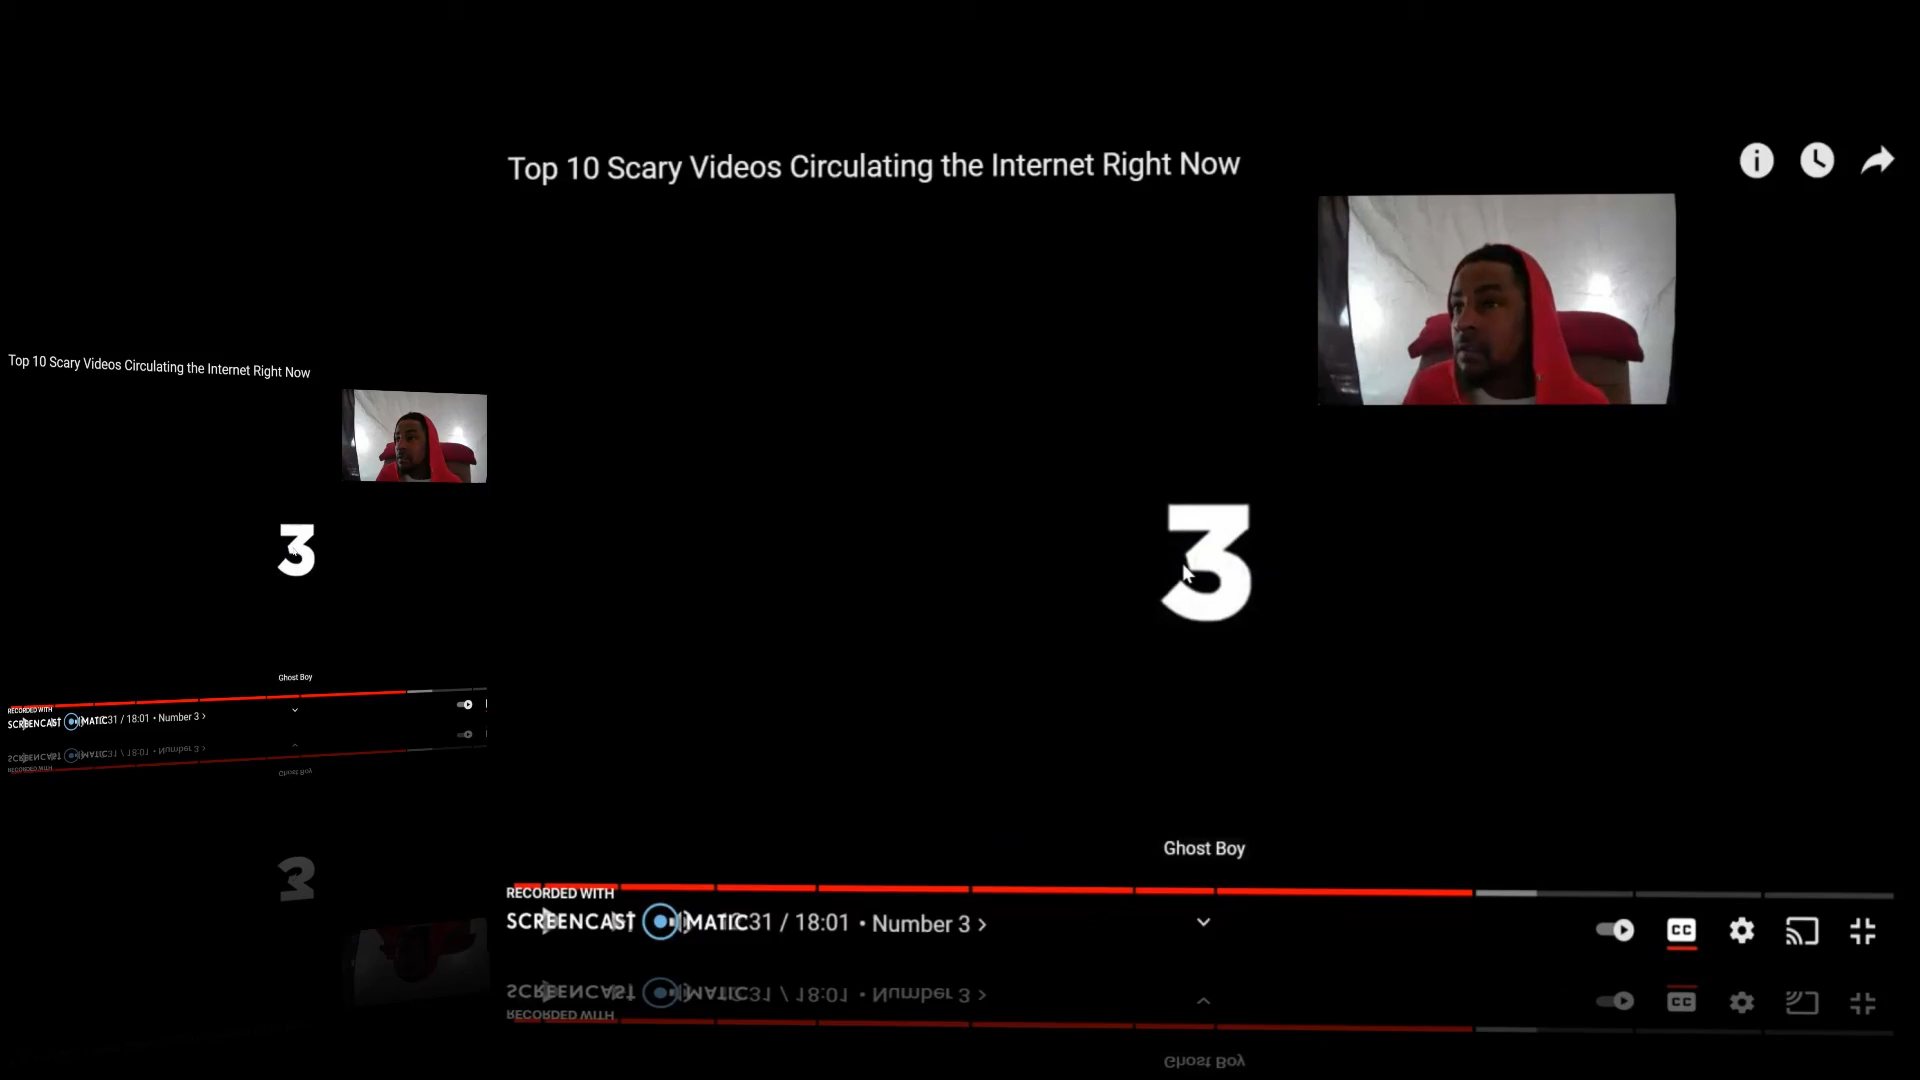 Top 10 Scary Videos Circulating the Internet Right Now
3
Ghost Boy
RECORDED WITH
SCREENCAST MATIC :31 / 18:01 • Number 3 >
CC
Top 10 Scary Videos Circulating the Internet Right Now
3
Ghost Boy
RECORDED WITH
SCREENCAST MATIC :31 / 18:01 • Number 3 >